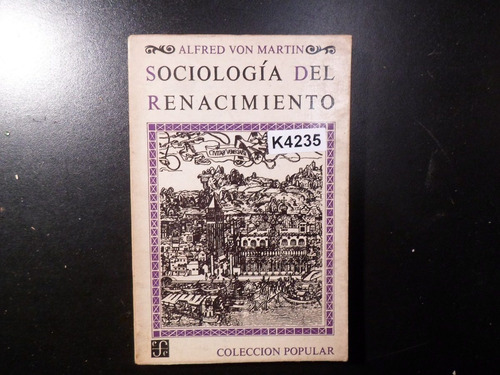 ALFRED VON MARTIN
SOCIOLOGÍA DEL
RENACIMIENTO
K4235
COLECCION POPULAR